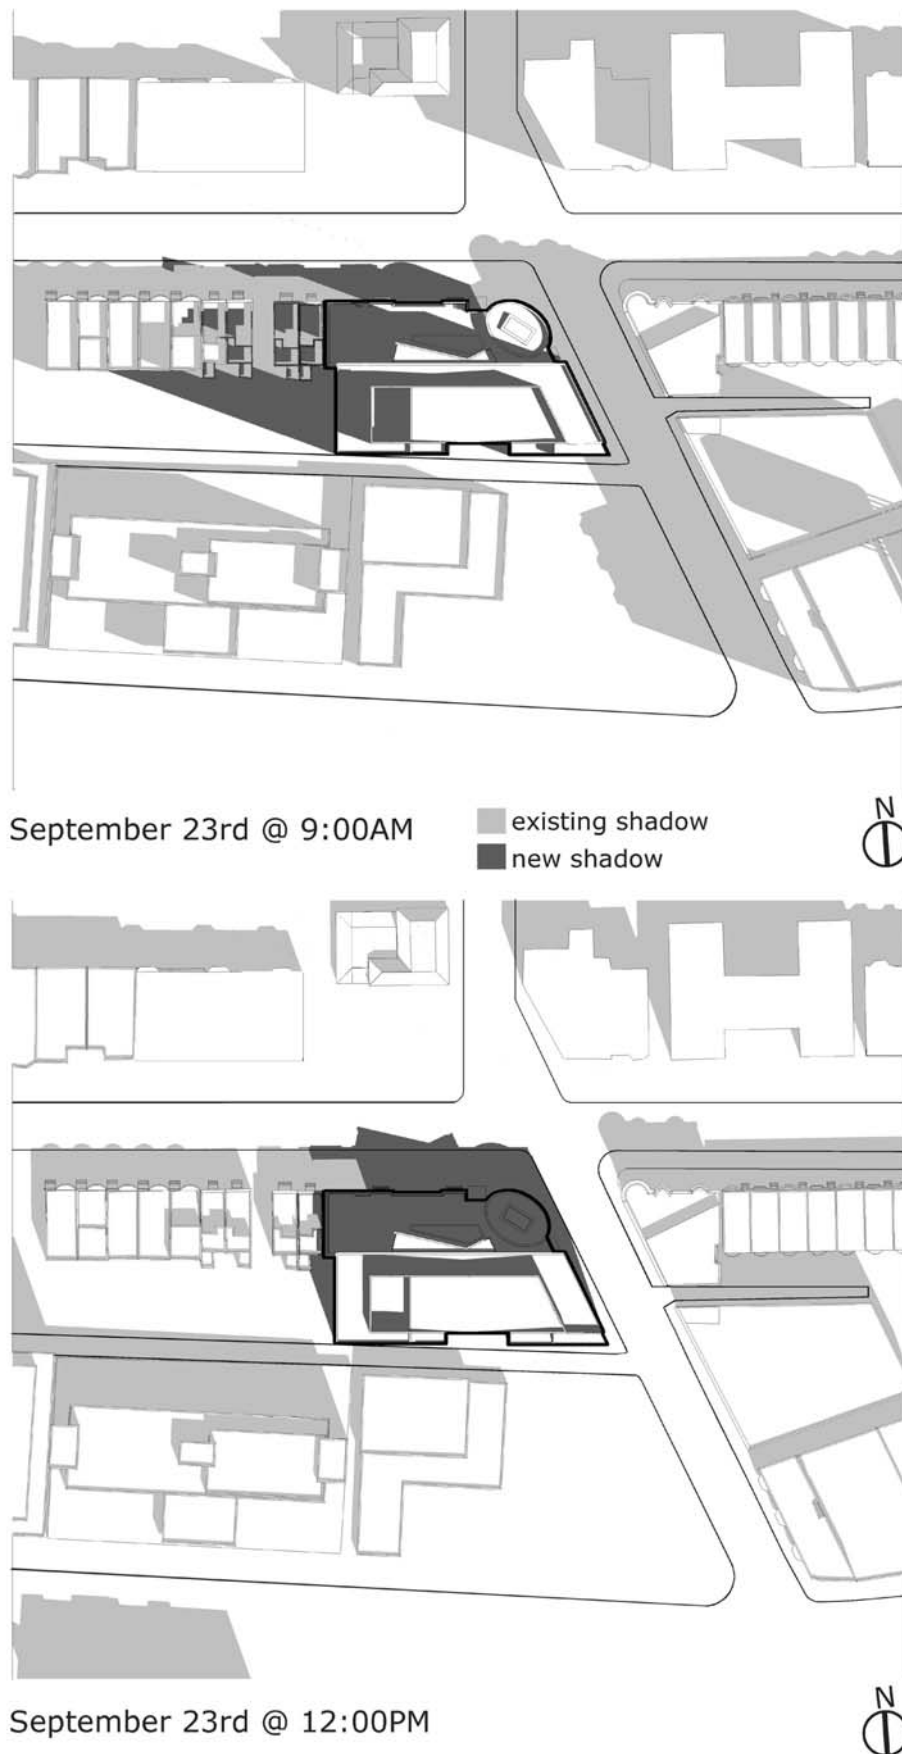 September 23rd @ 9:00AM
existing shadow
new shadow
N
September 23rd @ 12:00PM
N